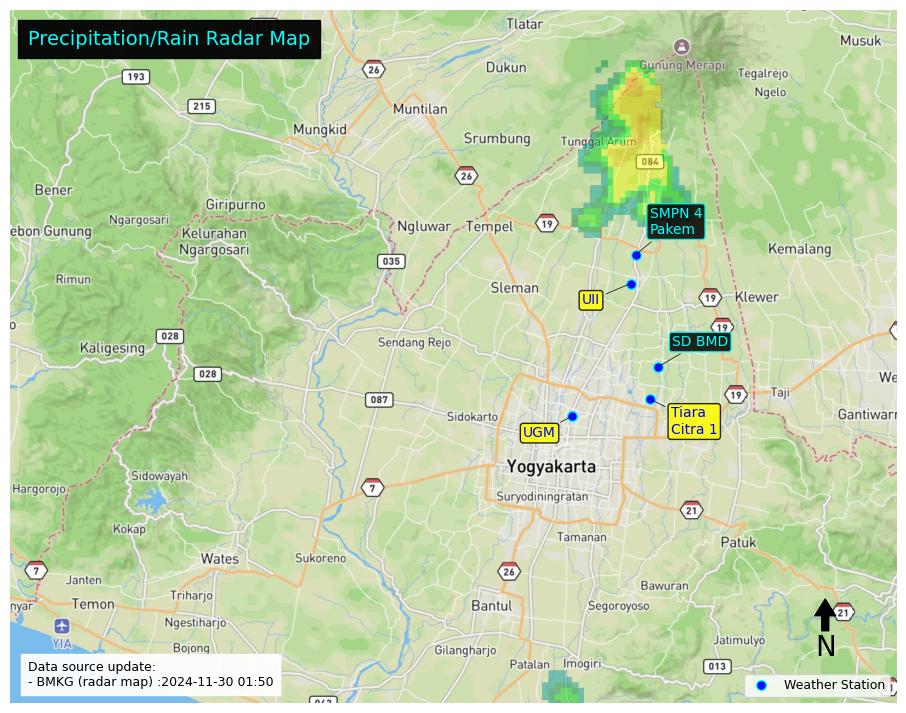 Precipitation/Rain Radar Map
Tlatar
Musuk
26
Dukun
Gunung Merapi
Tegalrejo
193
Ngelo
215
Muntilan
Mungkid
Srumbung
Tunggal Arum
084
26
Bener
Giripurno
Ngargosari
SMPN 4
Pakem
ebon Gunung
Kelurahan
Ngargosari
Ngluwar
Tempel
19
Kemalang
035
Rimun
Sleman
UII
19
Klewer
19
028
Kaligesing
Sendang Rejo
SD BMD
028
087
19
Taji
We
Sidokarto
Tiara
Citra 1
Gantiwarn
UGM
Yogyakarta
Sidowayah
Hargorojo
7
Suryodiningratan
21
Kokap
Tamanan
Patuk
Wates
Sukoreno
7
26
Janten
Bawuran
Triharjo
nyar
Temon
Bantul
Segoroyoso
21
Ngestiharjo
YIA
Bojong
Gilangharjo
Jatimulyo
N
Patalan
Imogiri
013
Data source update:
- BMKG (radar map) :2024-11-30 01:50
Weather Station